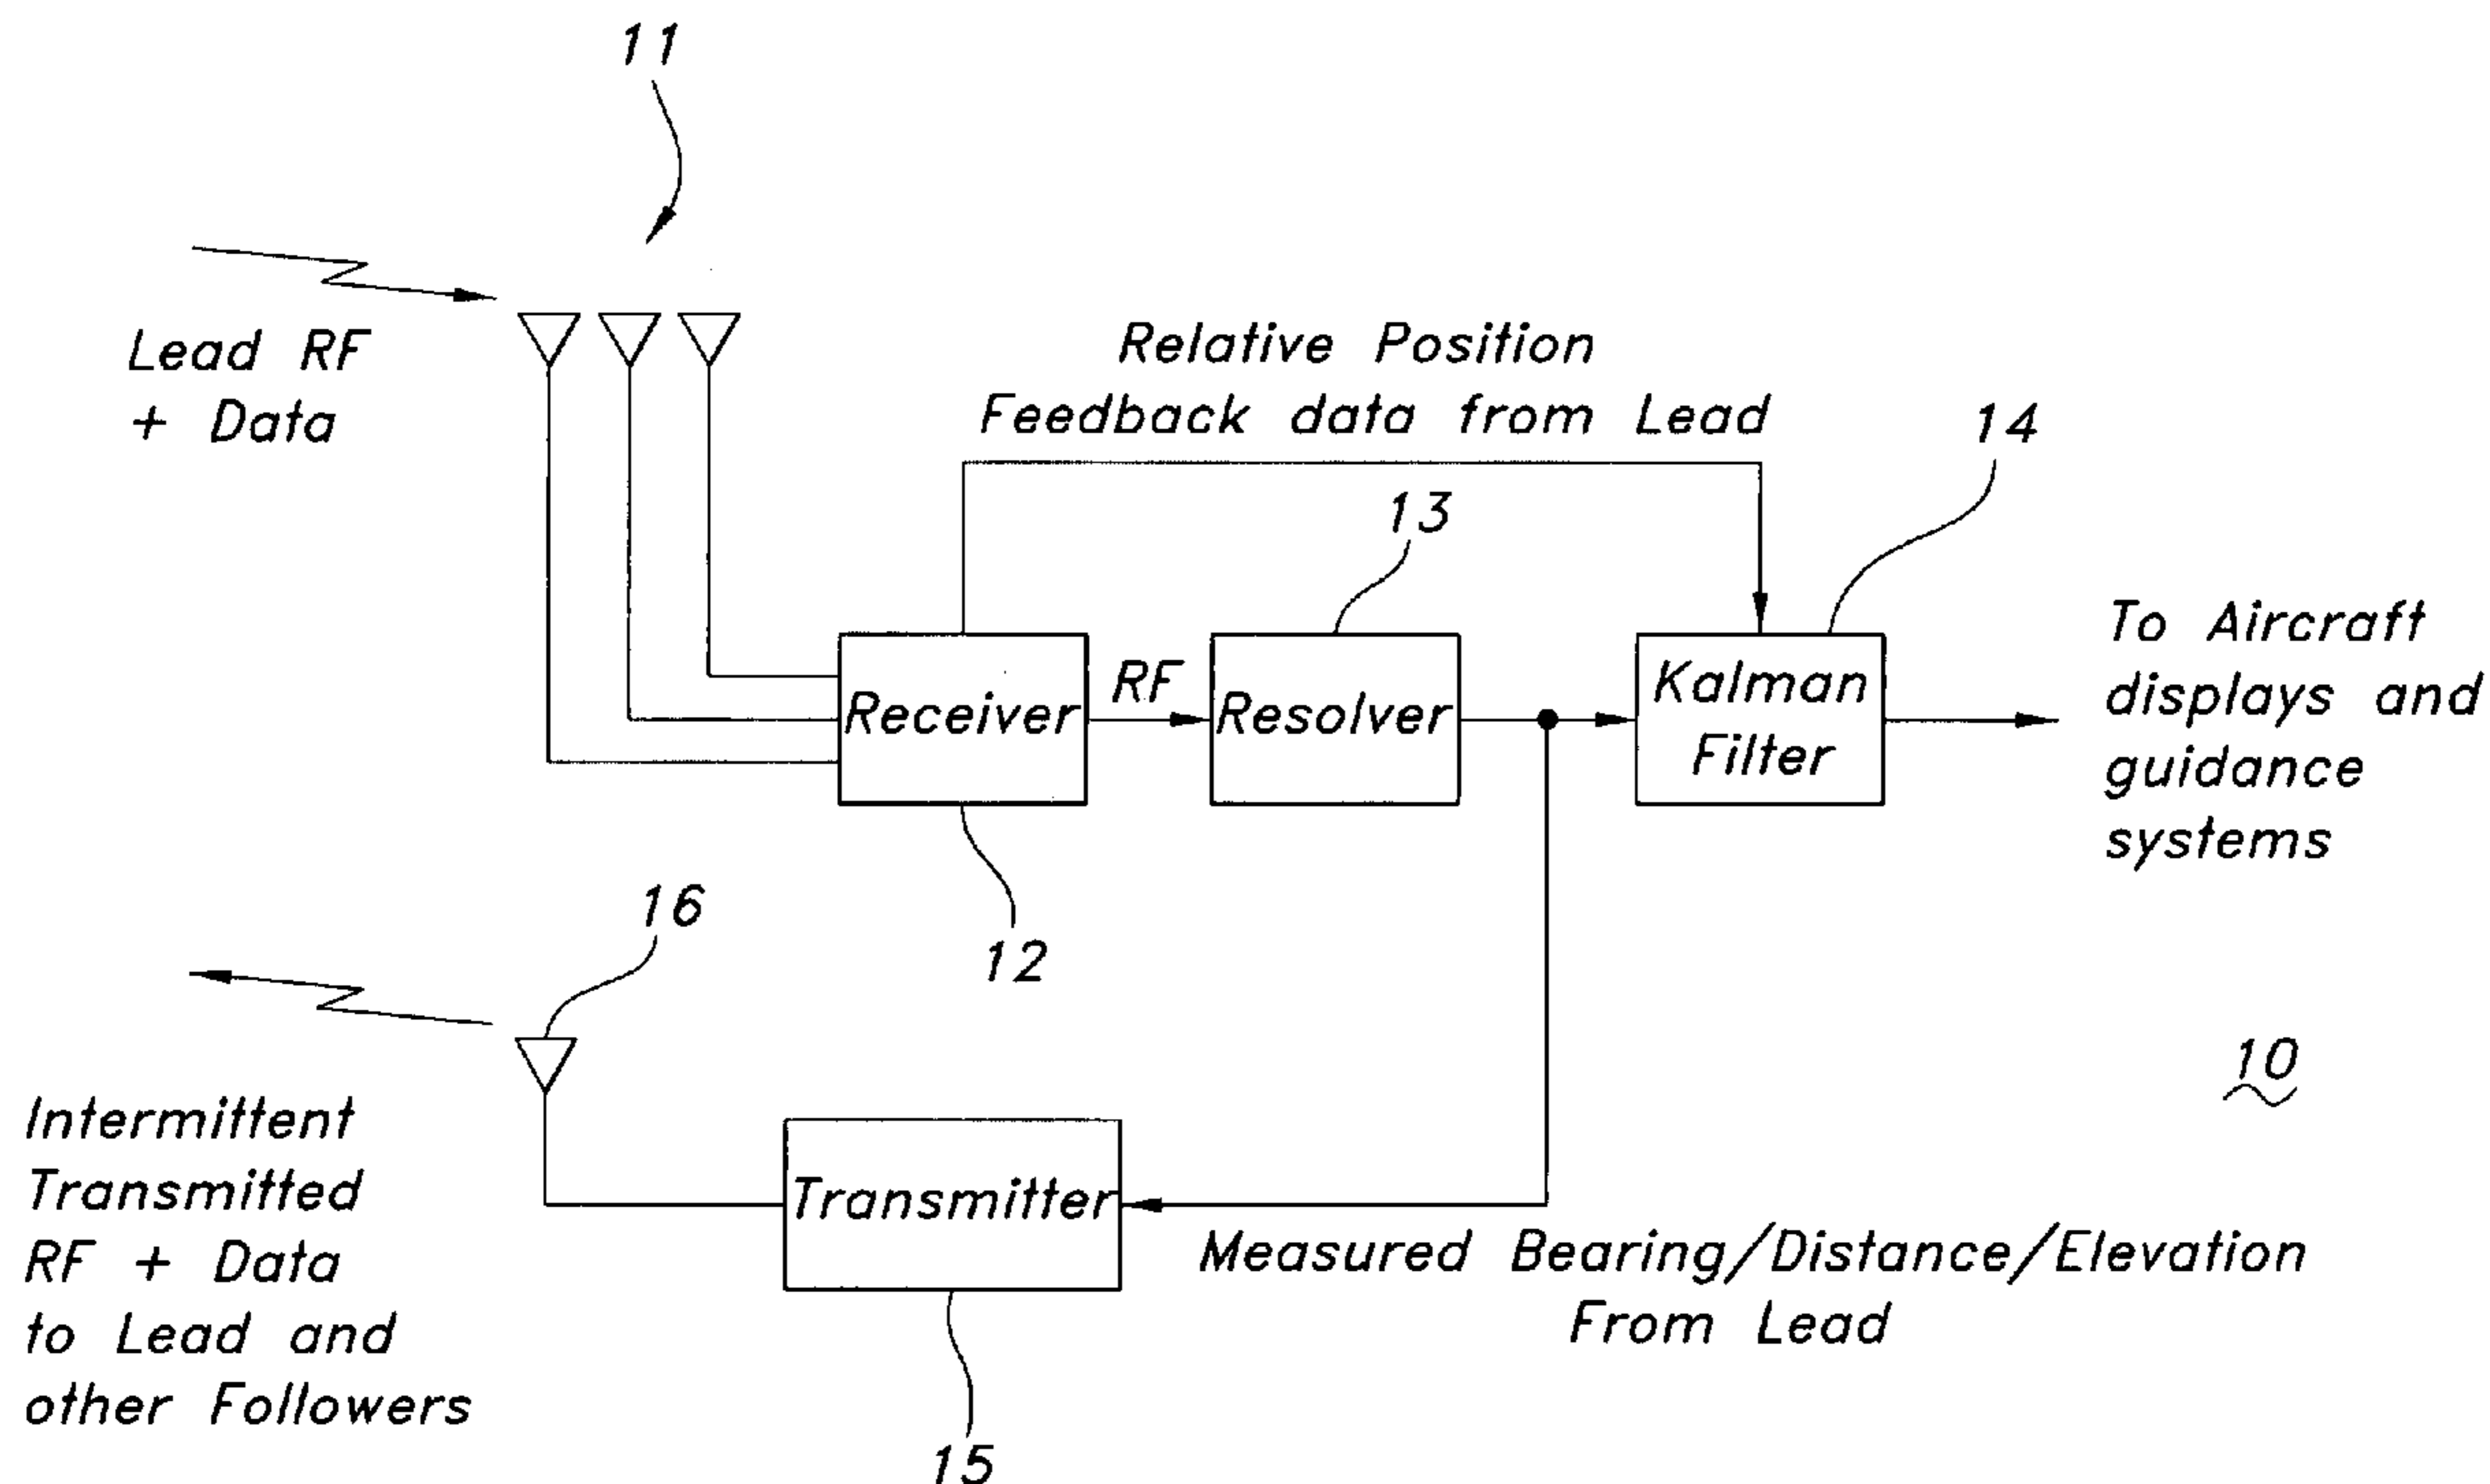 11
Lead RF
+ Data
Relative Position
Feedback data from Lead
14
13
Receiver
RF
Resolver
Kalman
Filter
To Aircraft
displays and
guidance
systems
12
16
10
Intermittent
Transmitted
RF + Data
to Lead and
other Followers
Transmitter
Measured Bearing/Distance/Elevation
From Lead
15